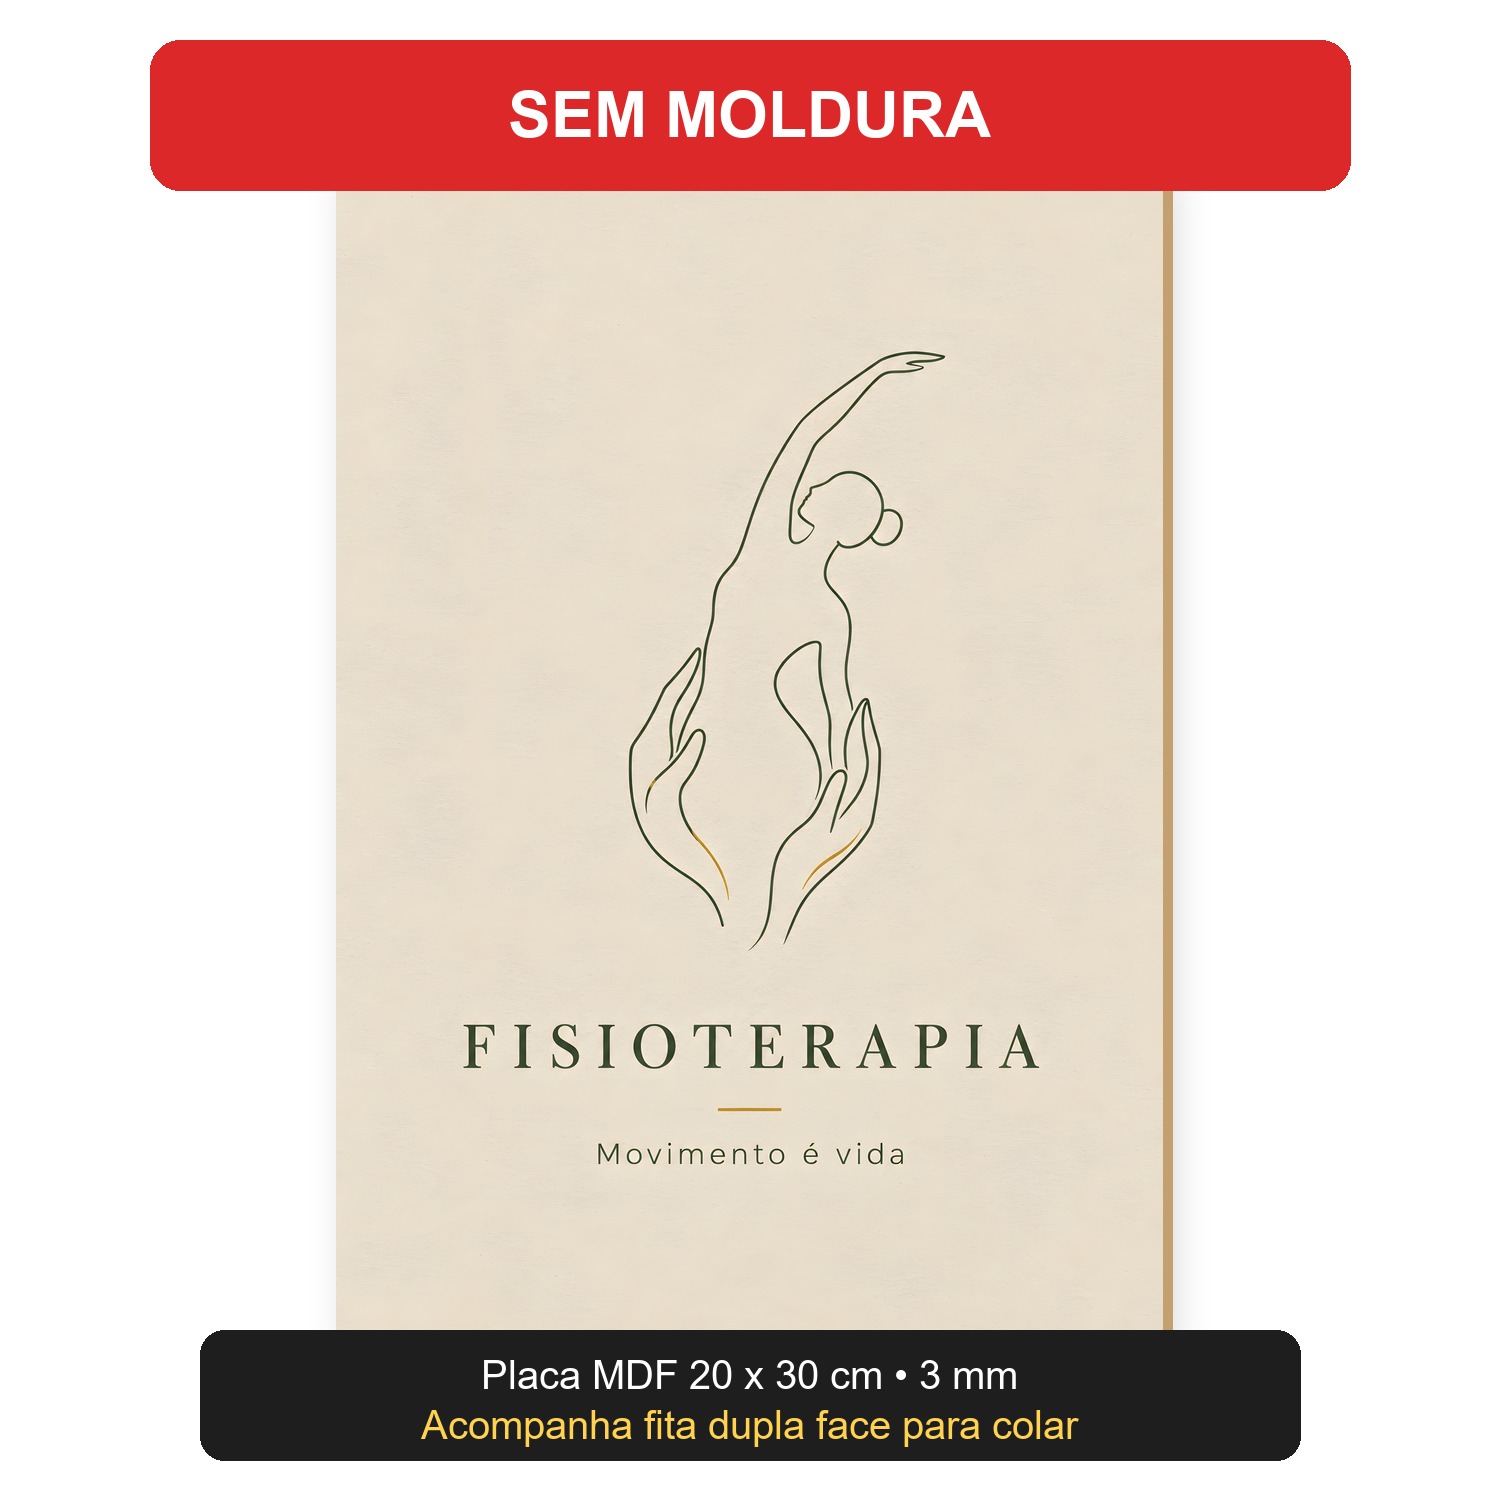 SEM MOLDURA
FISIOTERAPIA
Movimento é vida
Placa MDF 20 x 30 cm • 3 mm
Acompanha fita dupla face para colar